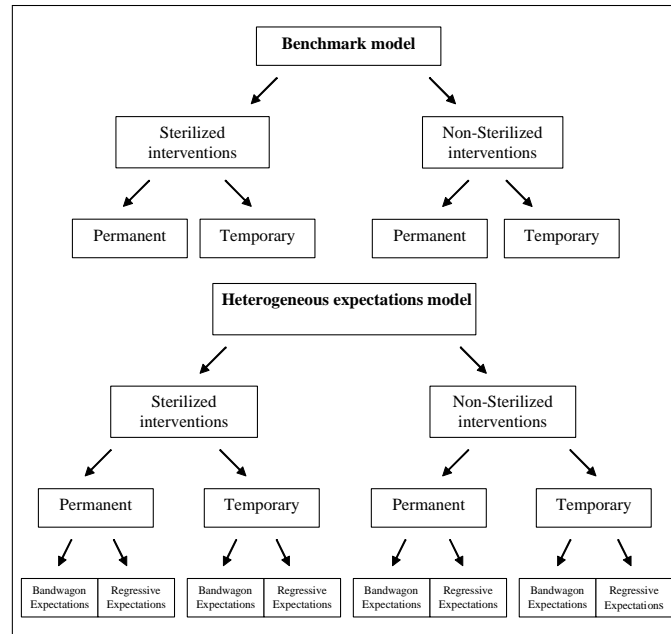 Benchmark model
Sterilized
interventions
Non-Sterilized
interventions
Permanent
Temporary
Permanent
Temporary
Heterogeneous expectations model
Sterilized
interventions
Non-Sterilized
interventions
Permanent
Temporary
Permanent
Temporary
Bandwagon
Expectations
Regressive
Expectations
Bandwagon
Expectations
Regressive
Expectations
Bandwagon
Expectations
Regressive
Expectations
Bandwagon
Expectations
Regressive
Expectations